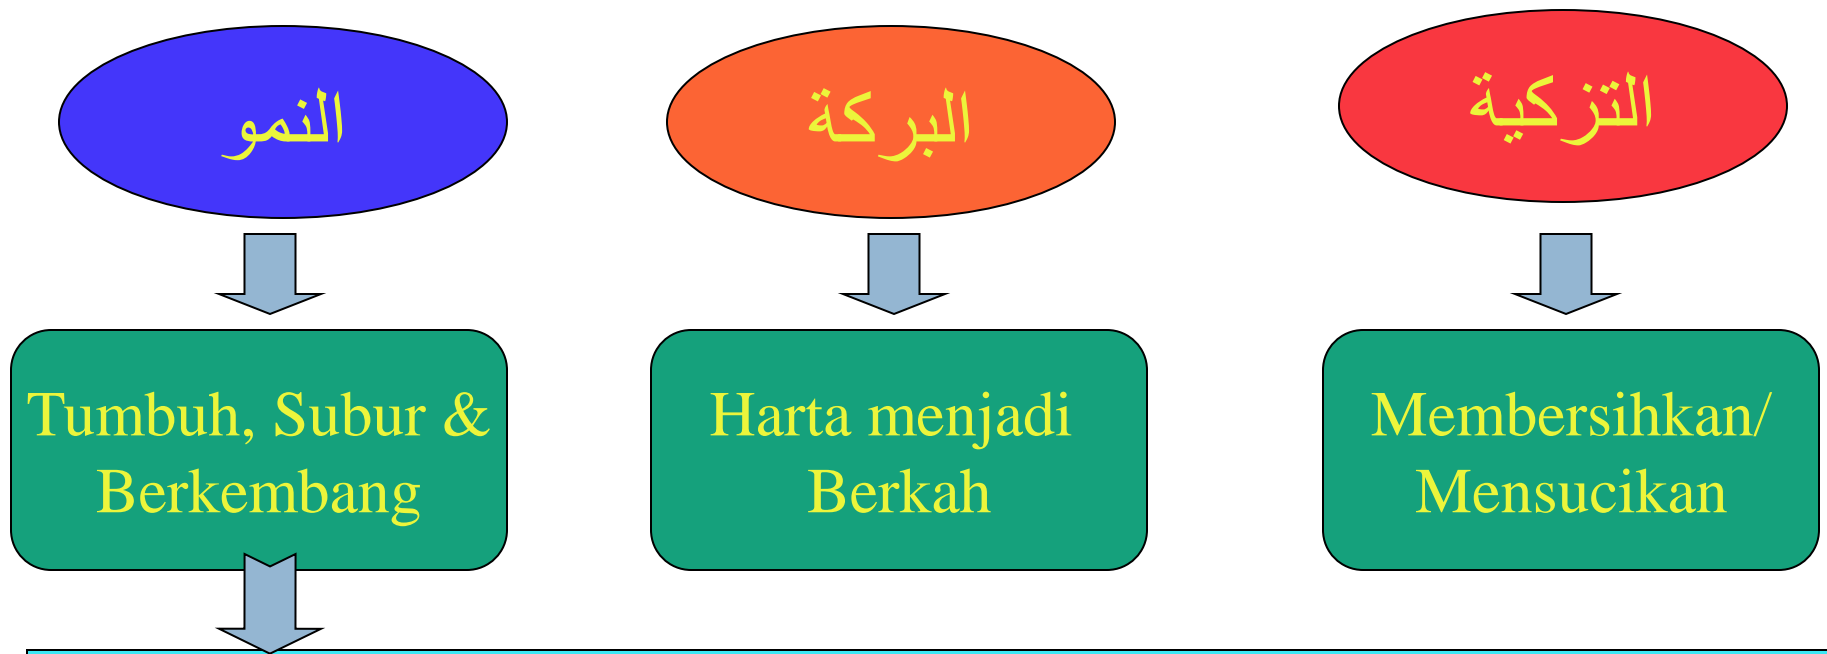 النمو
البركة
التزكية
Tumbuh, Subur &
Berkembang
Harta menjadi
Berkah
Membersihkan/
Mensucikan